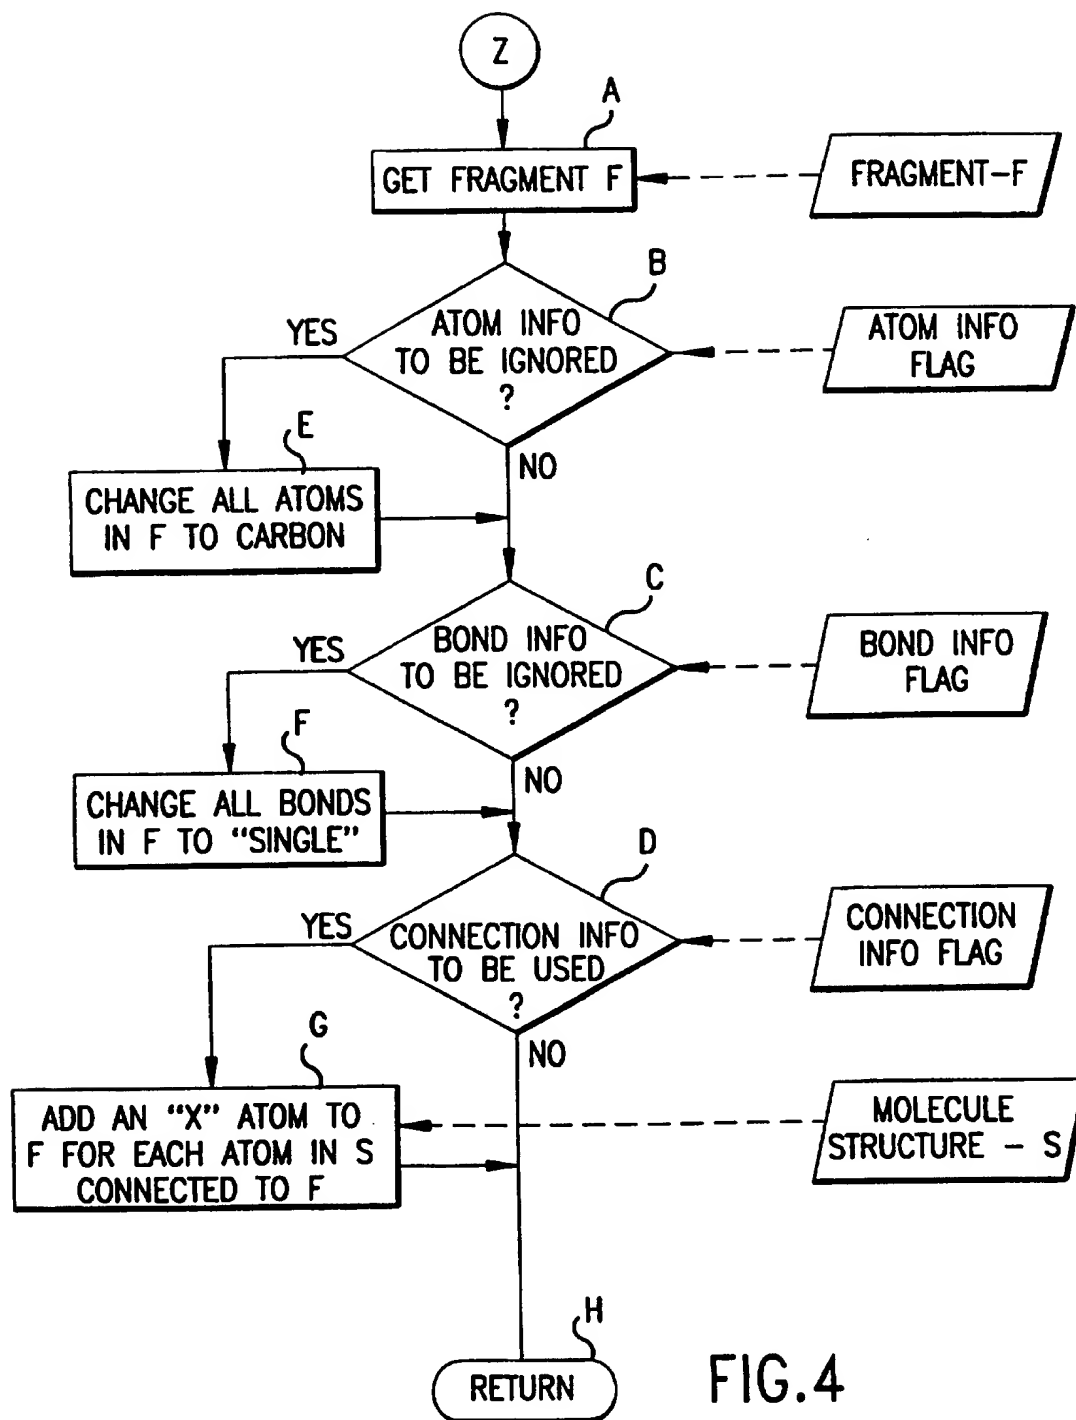 Z
A
GET FRAGMENT F
FRAGMENT-F
B
YES
ATOM INFO
TO BE IGNORED
?
ATOM INFO
FLAG
NO
E
CHANGE ALL ATOMS
IN F TO CARBON
C
YES
BOND INFO
TO BE IGNORED
?
BOND INFO
FLAG
NO
F
CHANGE ALL BONDS
IN F TO “SINGLE”
D
YES
CONNECTION INFO
TO BE USED
?
CONNECTION
INFO FLAG
NO
G
ADD AN “X” ATOM TO
F FOR EACH ATOM IN S
CONNECTED TO F
MOLECULE
STRUCTURE - S
H
RETURN
FIG.4